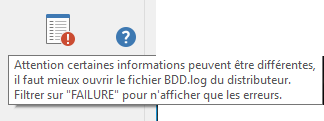 Attention certaines informations peuvent être différentes,
il faut mieux ouvrir le fichier BDD.log du distributeur.
Filtrer sur "FAILURE" pour n'afficher que les erreurs.